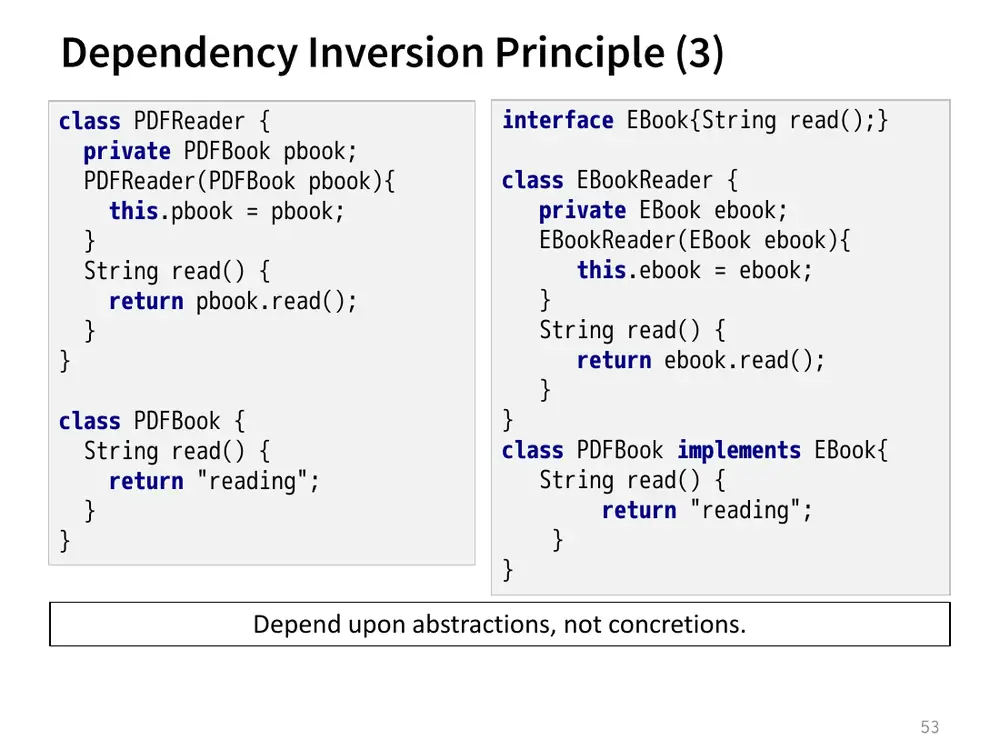 Dependency Inversion Principle (3)
class PDFReader {
  private PDFBook pbook;
  PDFReader(PDFBook pbook){
    this.pbook = pbook;
  }
  String read() {
    return pbook.read();
  }
}

class PDFBook {
  String read() {
    return "reading";
  }
}
interface EBook{String read();}

class EBookReader {
   private EBook ebook;
   EBookReader(EBook ebook){
      this.ebook = ebook;
   }
   String read() {
      return ebook.read();
   }
}
class PDFBook implements EBook{
   String read() {
        return "reading";
    }
}
Depend upon abstractions, not concretions.
53